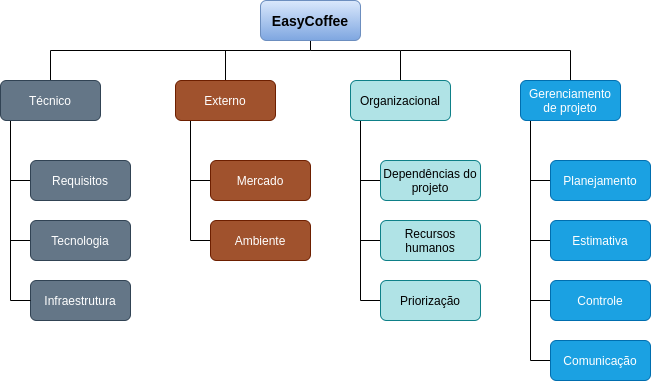 EasyCoffee
Técnico
Externo
Organizacional
Gerenciamento
de projeto
Requisitos
Mercado
Dependências do
projeto
Planejamento
Tecnologia
Ambiente
Recursos
humanos
Estimativa
Infraestrutura
Priorização
Controle
Comunicação